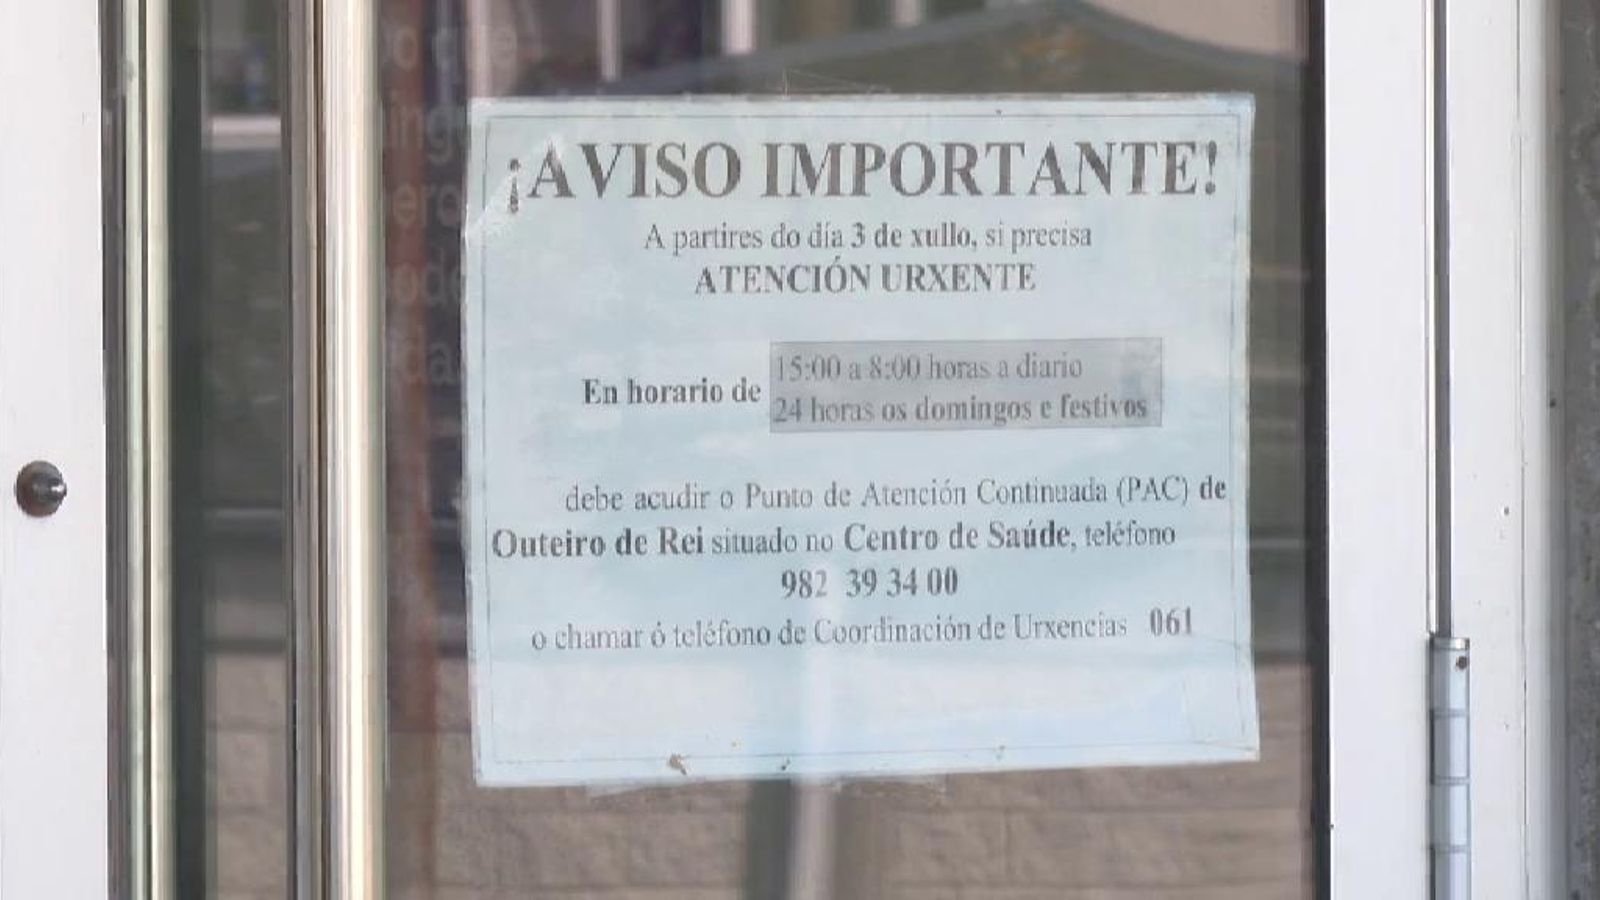 ¡AVISO IMPORTANTE!
A partires do día 3 de xullo, si precisa
ATENCIÓN URXENTE
En horario de
15:00 a 8:00 horas a diario
24 horas os domingos e festivos
debe acudir o Punto de Atención Continuada (PAC) de
Outeiro de Rei situado no Centro de Saúde, teléfono
982 39 34 00
o chamar ó teléfono de Coordinación de Urxencias 061